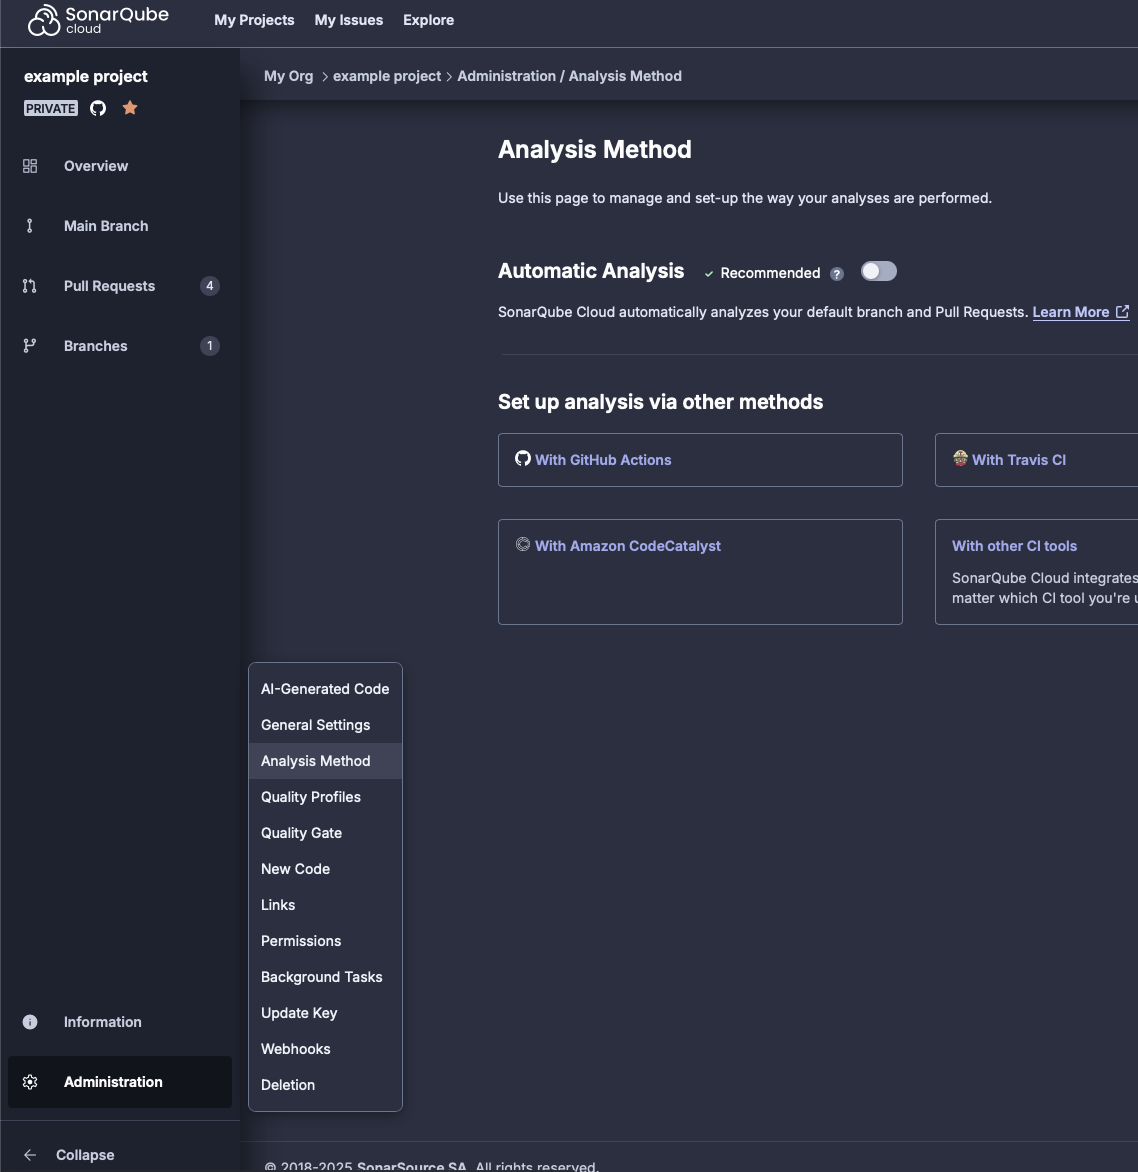 SonarQube
cloud
My Projects
My Issues
Explore
example project
PRIVATE
My Org
example project
Administration / Analysis Method
Overview
Main Branch
Pull Requests
4
Branches
1
Analysis Method
Use this page to manage and set-up the way your analyses are performed.
Automatic Analysis
Recommended
?
SonarQube Cloud automatically analyzes your default branch and Pull Requests. Learn More
Set up analysis via other methods
With GitHub Actions
With Travis CI
With Amazon CodeCatalyst
With other CI tools
SonarQube Cloud integrates
matter which CI tool you're
AI-Generated Code
General Settings
Analysis Method
Quality Profiles
Quality Gate
New Code
Links
Permissions
Background Tasks
Update Key
Webhooks
Deletion
Information
Administration
Collapse
© 2018-2025 SonarSource SA. All rights reserved.